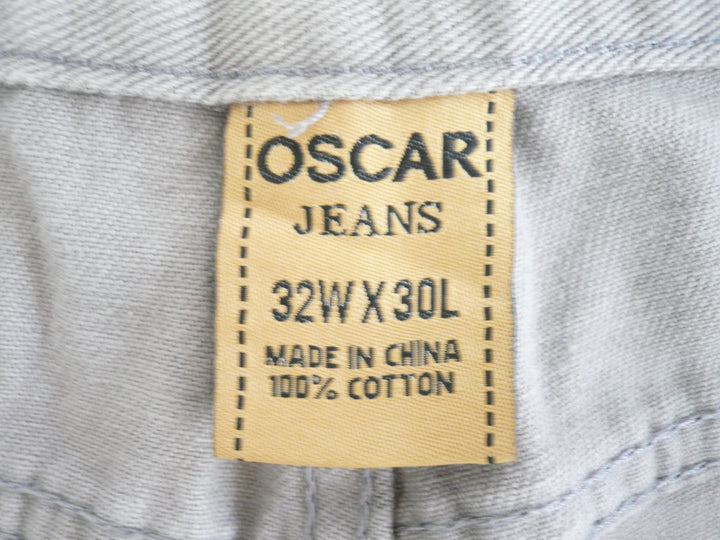 OSCAR
JEANS
32W X 30L
MADE IN CHINA
100% COTTON